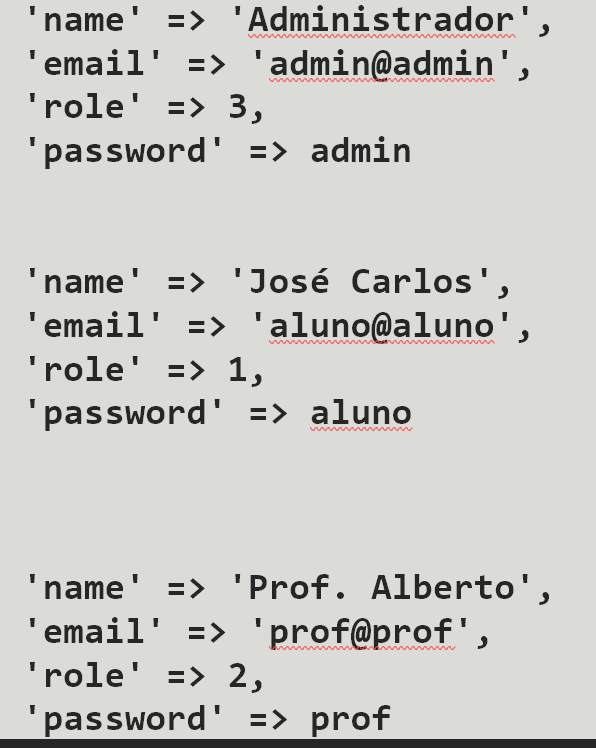 'name' => 'Administrador',
'email' => 'admin@admin',
'role' => 3,
'password' => admin
'name' => 'José Carlos',
'email' => 'aluno@aluno',
'role' => 1,
'password' => aluno
'name' => 'Prof. Alberto',
'email' => 'prof@prof',
'role' => 2,
'password' => prof